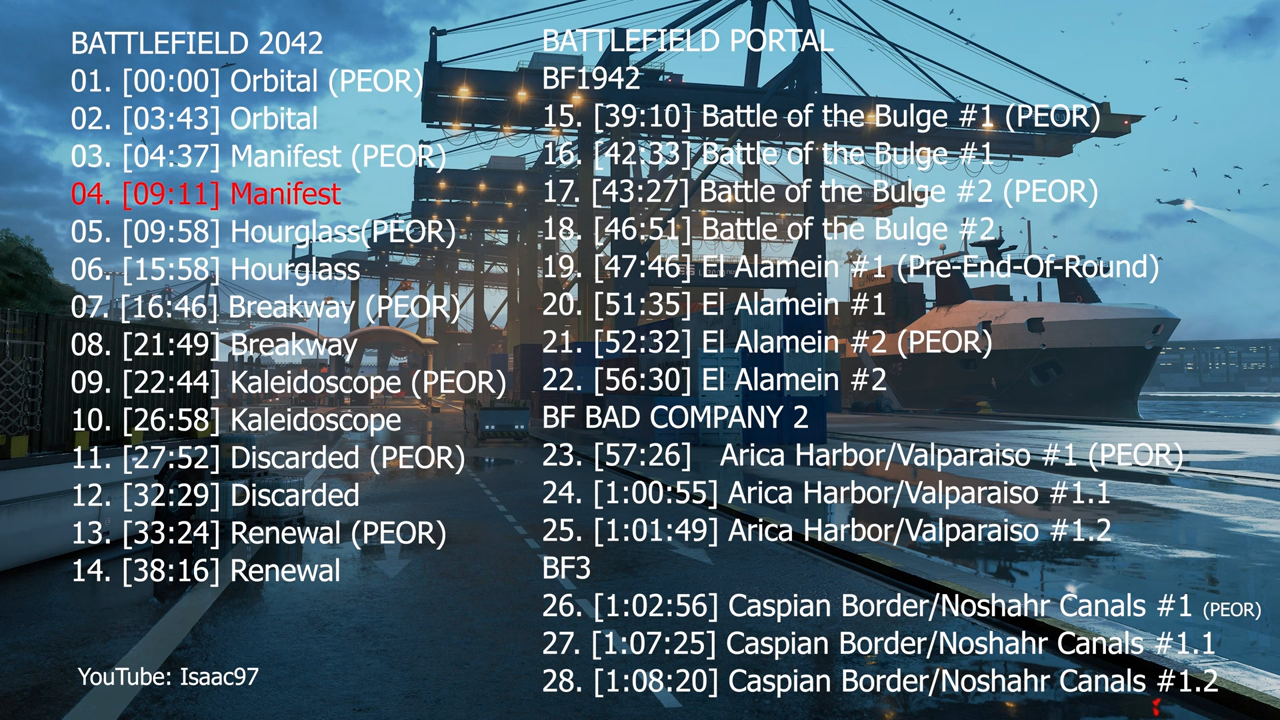 BATTLEFIELD 2042
01. [00:00] Orbital (PEOR)
02. [03:43] Orbital
03. [04:37] Manifest (PEOR)
04. [09:11] Manifest
05. [09:58] Hourglass(PEOR)
06. [15:58] Hourglass
07. [16:46] Breakway (PEOR)
08. [21:49] Breakway
09. [22:44] Kaleidoscope (PEOR)
10. [26:58] Kaleidoscope
11. [27:52] Discarded (PEOR)
12. [32:29] Discarded
13. [33:24] Renewal (PEOR)
14. [38:16] Renewal
YouTube: Isaac97
BATTLEFIELD PORTAL
BF1942
15. [39:10] Battle of the Bulge #1 (PEOR)
16. [42:33] Battle of the Bulge #1
17. [43:27] Battle of the Bulge #2 (PEOR)
18. [46:51] Battle of the Bulge #2
19. [47:46] El Alamein #1 (Pre-End-Of-Round)
20. [51:35] El Alamein #1
21. [52:32] El Alamein #2 (PEOR)
22. [56:30] El Alamein #2
BF BAD COMPANY 2
23. [57:26] Arica Harbor/Valparaiso #1 (PEOR)
24. [1:00:55] Arica Harbor/Valparaiso #1.1
25. [1:01:49] Arica Harbor/Valparaiso #1.2
BF3
26. [1:02:56] Caspian Border/Noshahr Canals #1 (PEOR)
27. [1:07:25] Caspian Border/Noshahr Canals #1.1
28. [1:08:20] Caspian Border/Noshahr Canals #1.2